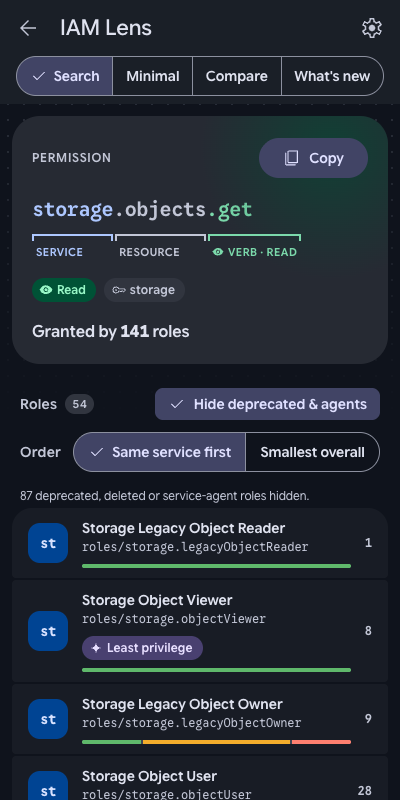 IAM Lens
Search Minimal Compare What's new
PERMISSION
Copy
storage.objects.get
SERVICE RESOURCE VERB · READ
Read storage
Granted by 141 roles
Roles 54 Hide deprecated & agents
Order Same service first Smallest overall
87 deprecated, deleted or service-agent roles hidden.
st
Storage Legacy Object Reader
roles/storage.legacyObjectReader
1
st
Storage Object Viewer
roles/storage.objectViewer
Least privilege
8
st
Storage Legacy Object Owner
roles/storage.legacyObjectOwner
9
st
Storage Object User
roles/storage.objectUser
28